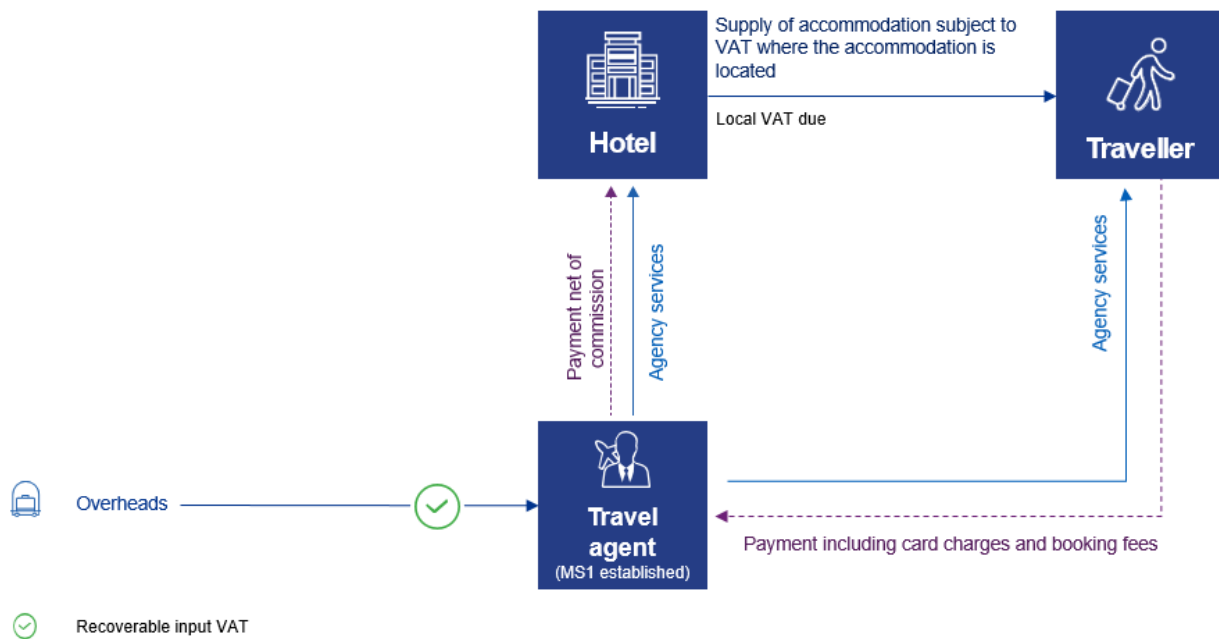 Supply of accommodation subject to
VAT where the accommodation is
located
Hotel
Local VAT due
Traveller
Payment net of
commission
Agency services
Agency services
Overheads
Travel
agent
(MS1 established)
Payment including card charges and booking fees
Recoverable input VAT